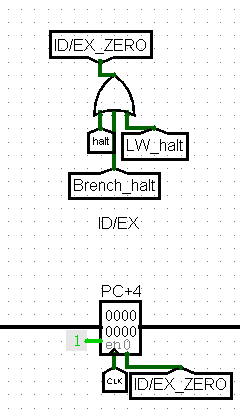 ID/EX_ZERO
halt
LW_halt
Brench_halt
ID/EX
PC+4
0000
0000
1
en 0
CLK
ID/EX_ZERO